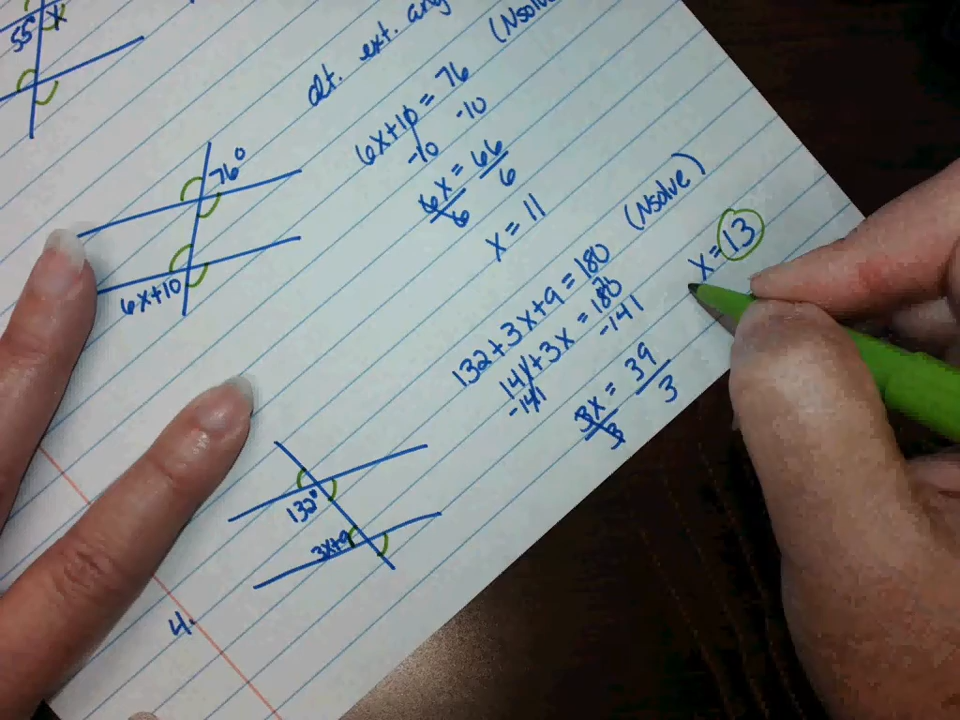 55° x
alt. ext. ang
(Nsolve
76°
6x+10
6x+10 = 76
-10 -10
6x = 66
6 6
x = 11
132+3x+9 = 180 (Nsolve)
141+3x = 180
-141 -141
3x = 39
3 3
x = 13
132°
3x+9
4.